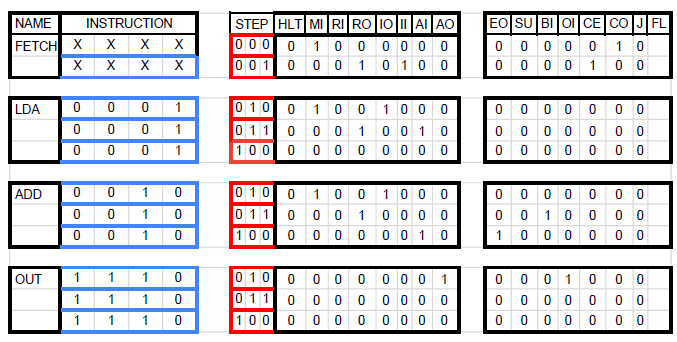 NAME INSTRUCTION STEP HLT MI RI RO IO II AI AO EO SU BI OI CE CO J FL
FETCH X X X X 0 0 0 0 1 0 0 0 0 0 0 0 0 0 0 0 1 0
X X X X 0 0 1 0 0 0 1 0 1 0 0 0 0 0 0 1 0 0
LDA 0 0 0 1 0 1 0 0 1 0 0 1 0 0 0 0 0 0 0 0 0 0
0 0 0 1 0 1 1 0 0 0 1 0 0 1 0 0 0 0 0 0 0 0
0 0 0 1 1 0 0 0 0 0 0 0 0 0 0 0 0 0 0 0 0 0
ADD 0 0 1 0 0 1 0 0 1 0 0 1 0 0 0 0 0 0 0 0 0 0
0 0 1 0 0 1 1 0 0 0 1 0 0 0 0 0 0 1 0 0 0 0
0 0 1 0 1 0 0 0 0 0 0 0 0 1 0 1 0 0 0 0 0 0
OUT 1 1 1 0 0 1 0 0 0 0 0 0 0 0 1 0 0 0 1 0 0 0
1 1 1 0 0 1 1 0 0 0 0 0 0 0 0 0 0 0 0 0 0 0
1 1 1 0 1 0 0 0 0 0 0 0 0 0 0 0 0 0 0 0 0 0